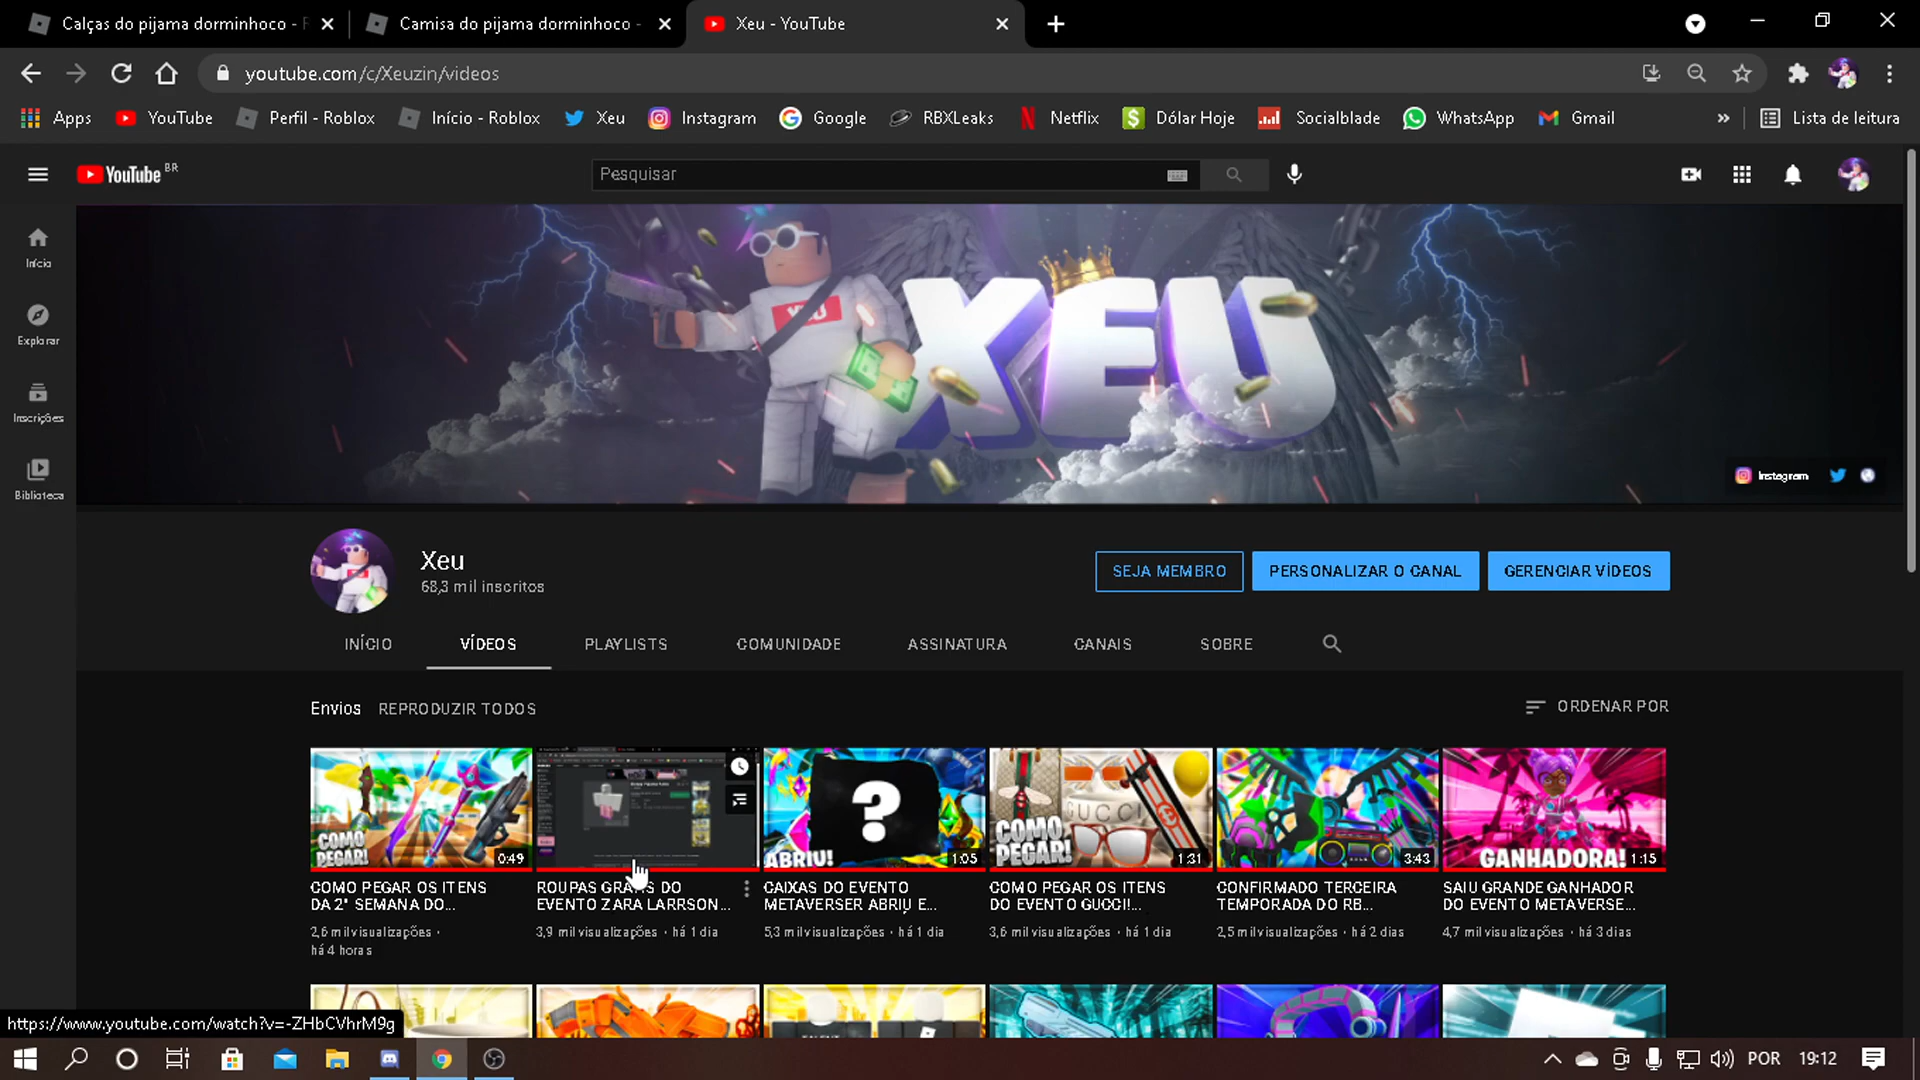 Calças do pijama dorminhoco - R
Camisa do pijama dorminhoco -
Xeu - YouTube
youtube.com/c/Xeuzin/videos
Apps
YouTube
Perfil - Roblox
Início - Roblox
Xeu
Instagram
Google
RBXLeaks
Netflix
Dólar Hoje
Socialblade
WhatsApp
Gmail
»
Lista de leitura
YouTube BR
Pesquisar
Início
Explorar
Inscrições
Biblioteca
XEU
XEU
Instagram
Xeu
68,3 mil inscritos
SEJA MEMBRO
PERSONALIZAR O CANAL
GERENCIAR VÍDEOS
INÍCIO
VÍDEOS
PLAYLISTS
COMUNIDADE
ASSINATURA
CANAIS
SOBRE
Envios
REPRODUZIR TODOS
ORDENAR POR
COMO PEGAR!
0:49
ABRIU!
?
1:05
GUCCI
COMO PEGAR!
1:31
3:43
GANHADORA!
1:15
COMO PEGAR OS ITENS
DA 2ª SEMANA DO...
2,6 mil visualizações •
há 4 horas
ROUPAS GRÁTIS DO
EVENTO ZARA LARRSON...
3,9 mil visualizações • há 1 dia
CAIXAS DO EVENTO
METAVERSER ABRIU E...
5,3 mil visualizações • há 1 dia
COMO PEGAR OS ITENS
DO EVENTO GUCCI!...
3,6 mil visualizações • há 1 dia
CONFIRMADO TERCEIRA
TEMPORADA DO RB...
2,5 mil visualizações • há 2 dias
SAIU GRANDE GANHADOR
DO EVENTO METAVERSE...
4,7 mil visualizações • há 3 dias
https://www.youtube.com/watch?v=-ZHbCVhrM9g
POR
19:12